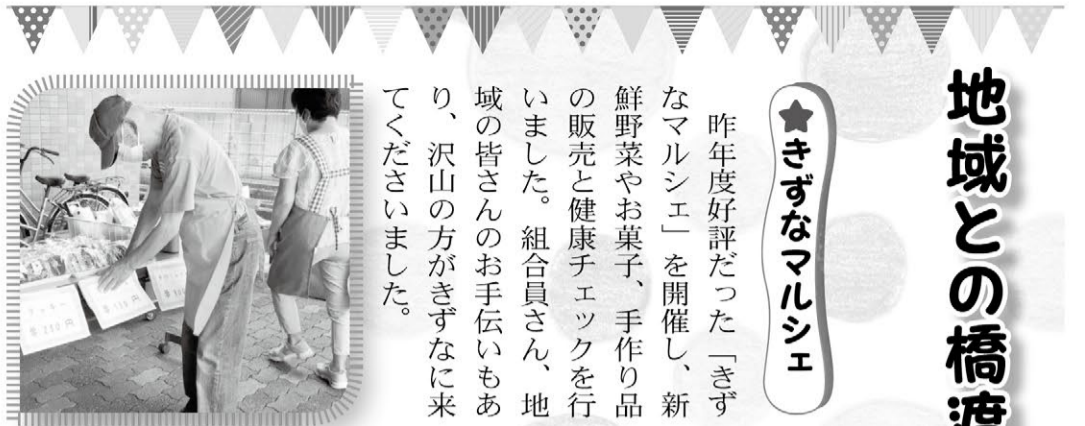 地域との橋渡
★きずなマルシェ
昨年度好評だった「きず
なマルシェ」を開催し、新
鮮野菜やお菓子、手作り品
の販売と健康チェックを行
いました。組合員さん、地
域の皆さんのお手伝いもあ
り、沢山の方がきずなに来
てくださいました。